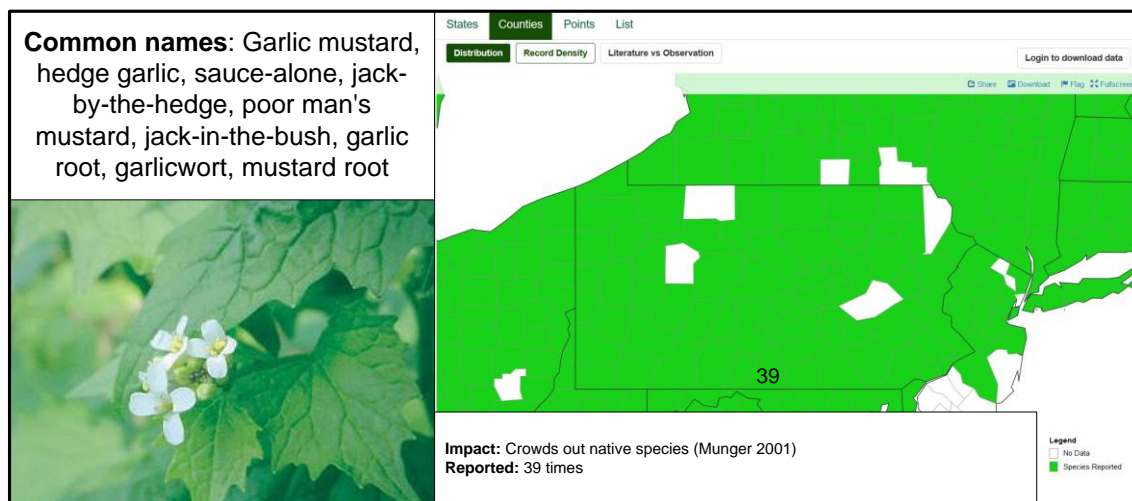 Common names: Garlic mustard,
hedge garlic, sauce-alone, jack-
by-the-hedge, poor man's
mustard, jack-in-the-bush, garlic
root, garlicwort, mustard root
States Counties Points List
Distribution Record Density Literature vs Observation
Login to download data
Share Download Flag Fullscreen
39
Impact: Crowds out native species (Munger 2001)
Reported: 39 times
Legend
No Data
Species Reported